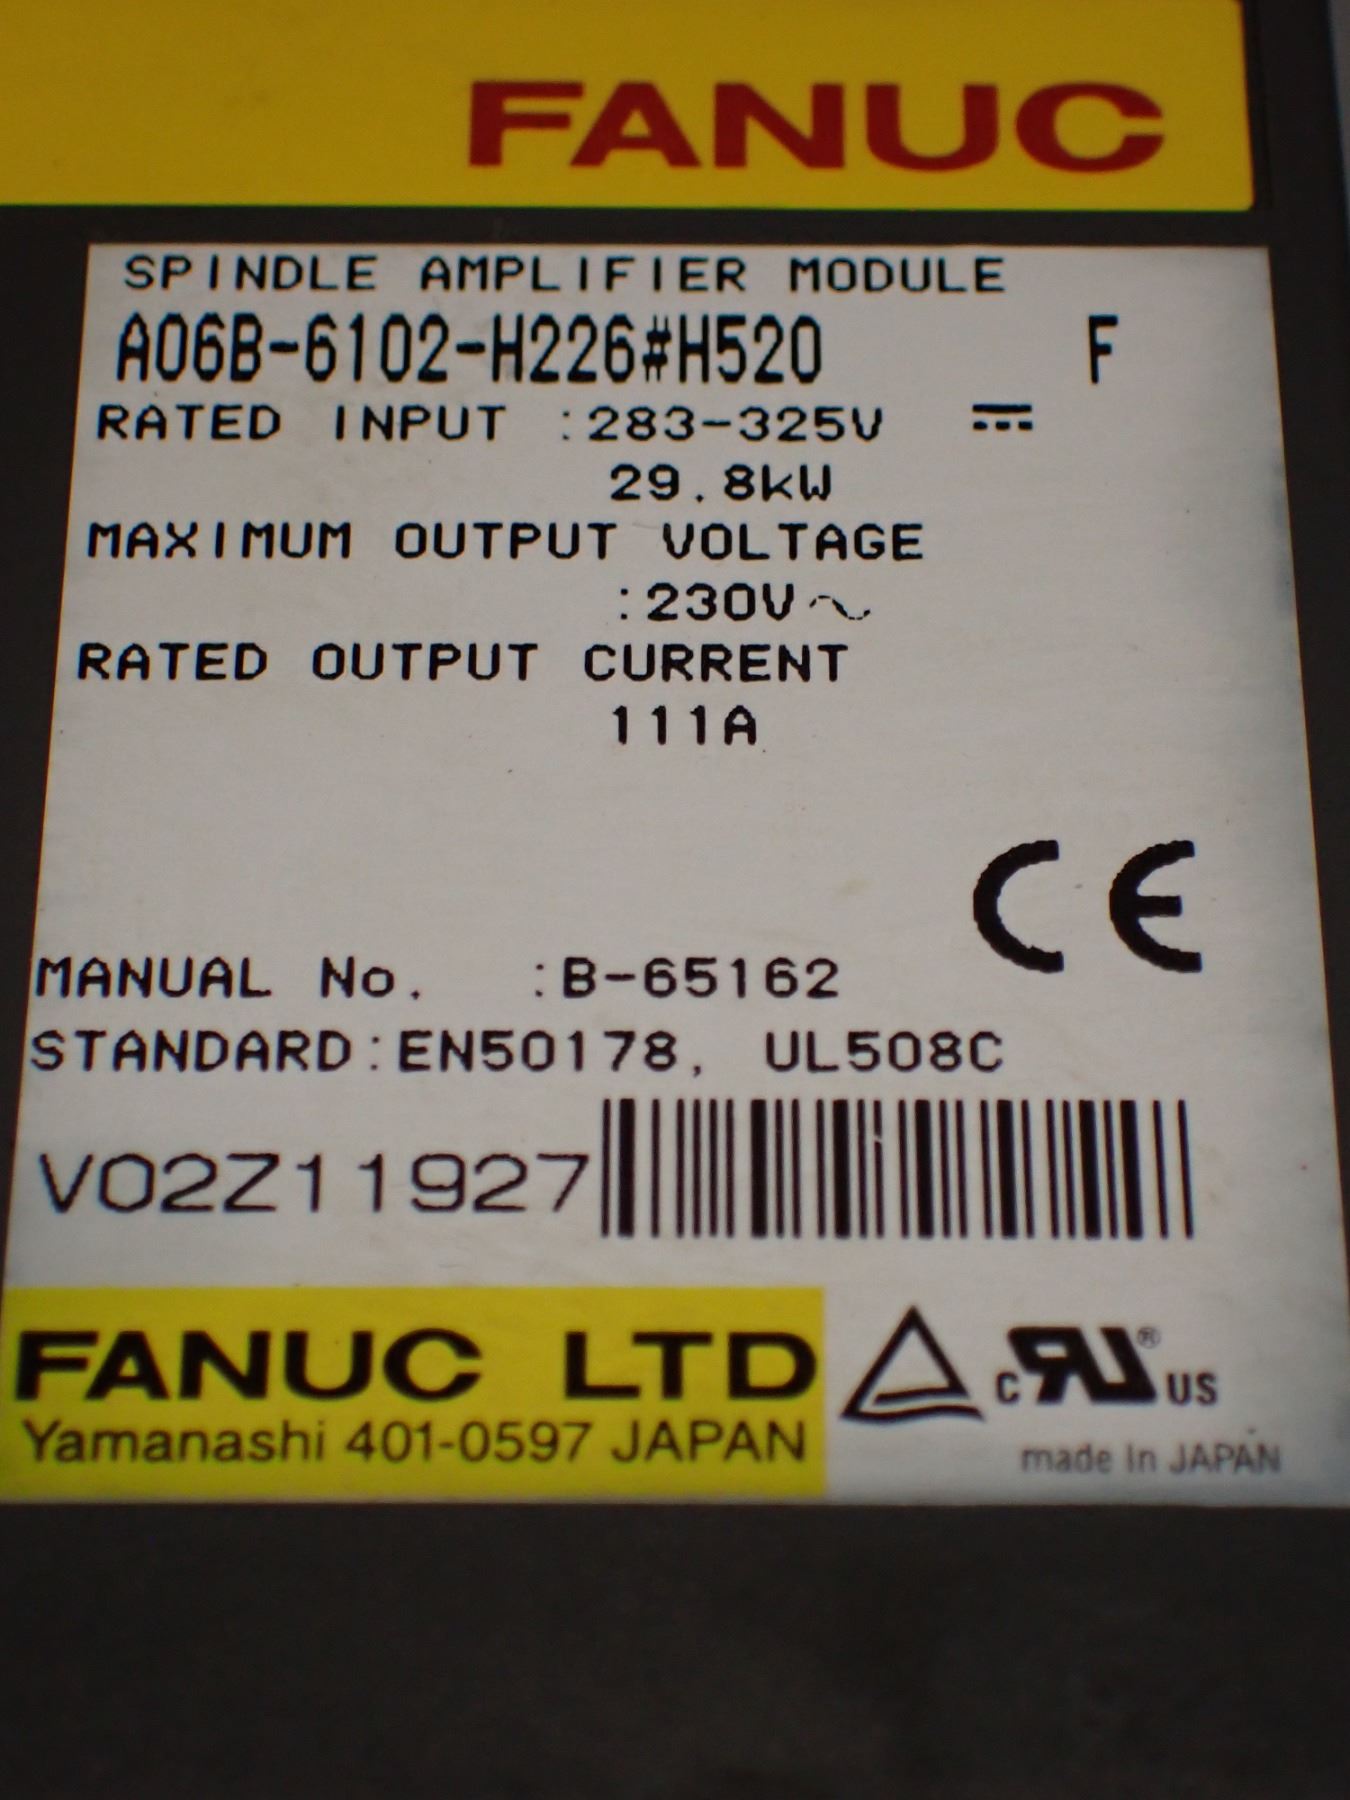 FANUC
SPINDLE AMPLIFIER MODULE
A06B-6102-H226#H520 F
RATED INPUT :283-325V ⎓
29.8kW
MAXIMUM OUTPUT VOLTAGE
:230V~
RATED OUTPUT CURRENT
111A
CE
MANUAL No. :B-65162
STANDARD:EN50178, UL508C
V02Z11927
FANUC LTD
Yamanashi 401-0597 JAPAN
c RU® US
made in JAPAN